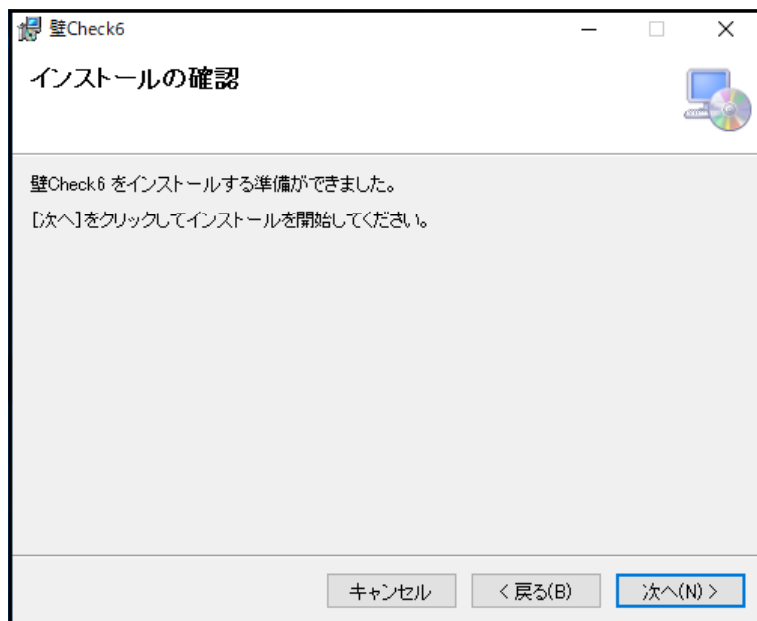 壁Check6
インストールの確認
壁Check6 をインストールする準備ができました。
[次へ]をクリックしてインストールを開始してください。
キャンセル
< 戻る(B)
次へ(N) >